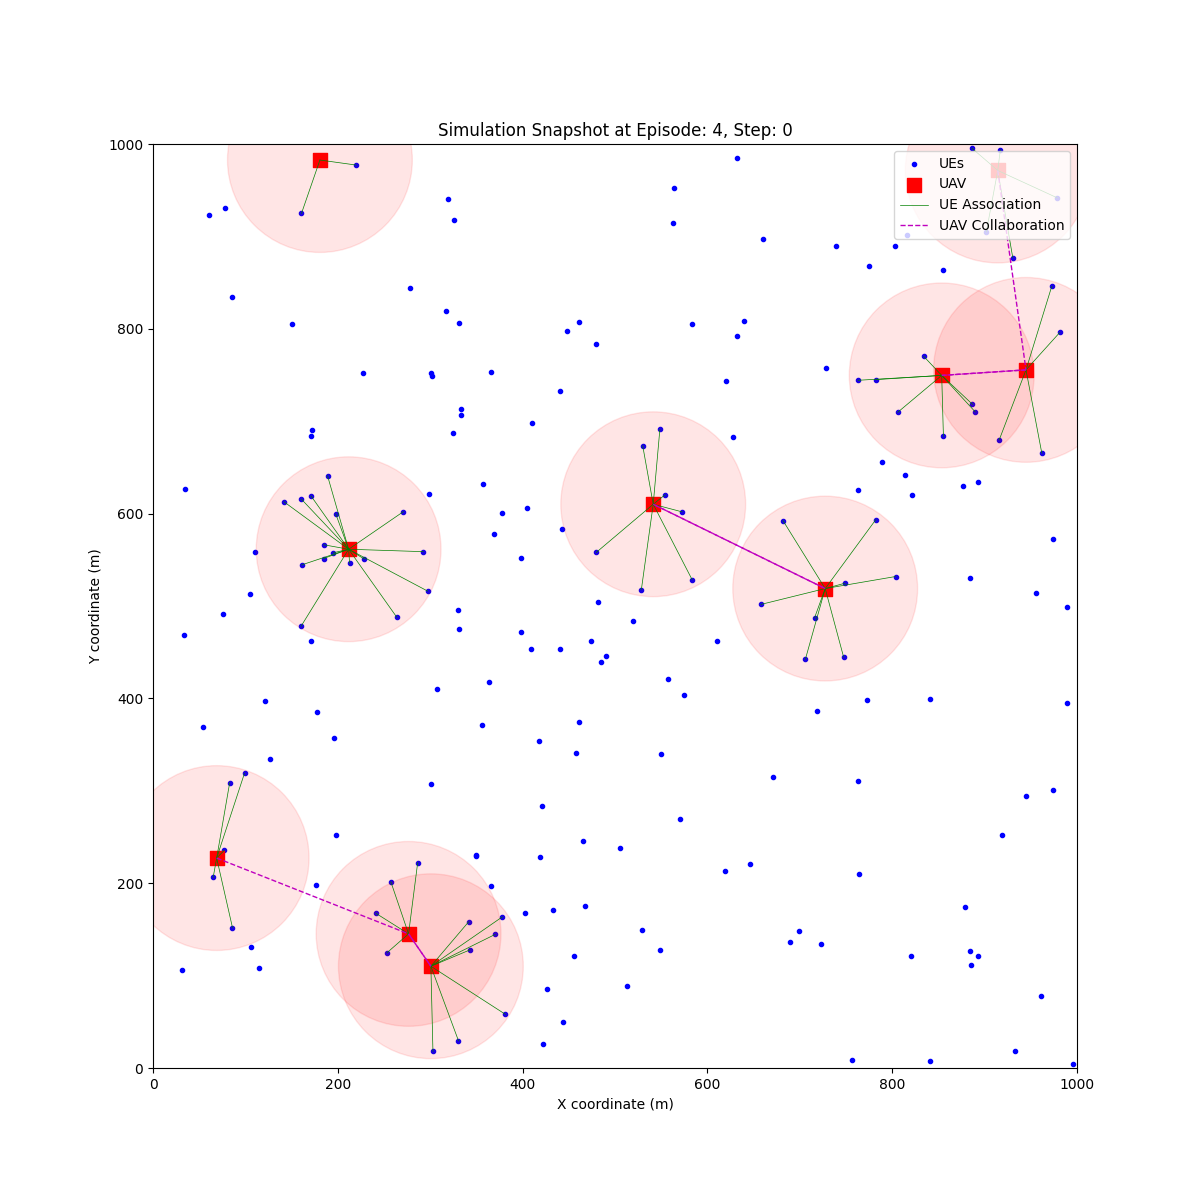 Simulation Snapshot at Episode: 4, Step: 0
1000
800
600
400
200
0
Y coordinate (m)
UEs
UAV
UE Association
UAV Collaboration
0 200 400 600 800 1000
X coordinate (m)